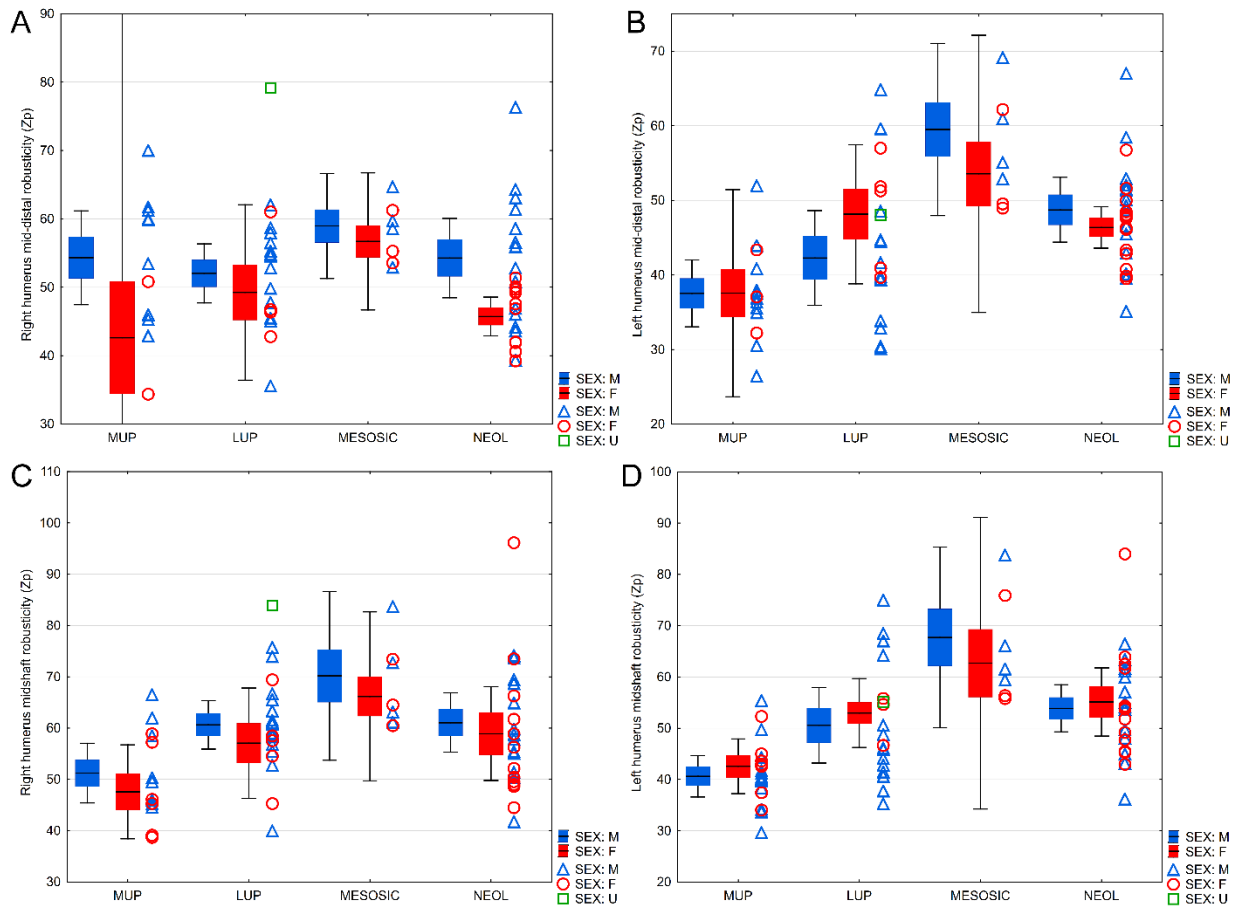 A
Right humerus mid-distal robusticity (Zp)
90
80
70
60
50
40
30
MUP LUP MESOSIC NEOL
SEX: M
SEX: F
SEX: M
SEX: F
SEX: U
B
Left humerus mid-distal robusticity (Zp)
70
60
50
40
30
20
MUP LUP MESOSIC NEOL
SEX: M
SEX: F
SEX: M
SEX: F
SEX: U
C
Right humerus midshaft robusticity (Zp)
110
100
90
80
70
60
50
40
30
MUP LUP MESOSIC NEOL
SEX: M
SEX: F
SEX: M
SEX: F
SEX: U
D
Left humerus midshaft robusticity (Zp)
100
90
80
70
60
50
40
30
20
MUP LUP MESOSIC NEOL
SEX: M
SEX: F
SEX: M
SEX: F
SEX: U